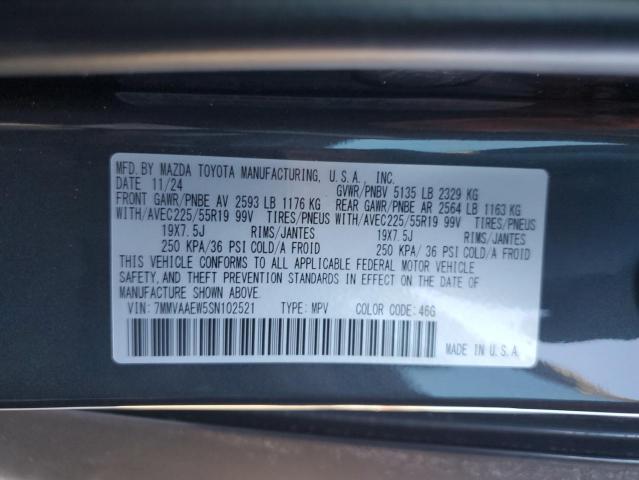 MFD. BY MAZDA TOYOTA MANUFACTURING, U.S.A., INC.
DATE 11/24 GVWR/PNBV 5135 LB 2329 KG
FRONT GAWR/PNBE AV 2593 LB 1176 KG REAR GAWR/PNBE AR 2564 LB 1163 KG
WITH/AVEC225/55R19 99V TIRES/PNEUS WITH/AVEC225/55R19 99V TIRES/PNEUS
19X7.5J RIMS/JANTES 19X7.5J RIMS/JANTES
250 KPA/36 PSI COLD/A FROID 250 KPA/36 PSI COLD/A FROID
THIS VEHICLE CONFORMS TO ALL APPLICABLE FEDERAL MOTOR VEHICLE
SAFETY, AND THEFT PREVENTION STANDARDS IN EFFECT ON THE DATE OF
MANUFACTURE SHOWN ABOVE.
VIN: 7MMVAAEW5SN102521 TYPE: MPV COLOR CODE: 46G
MADE IN U.S.A.